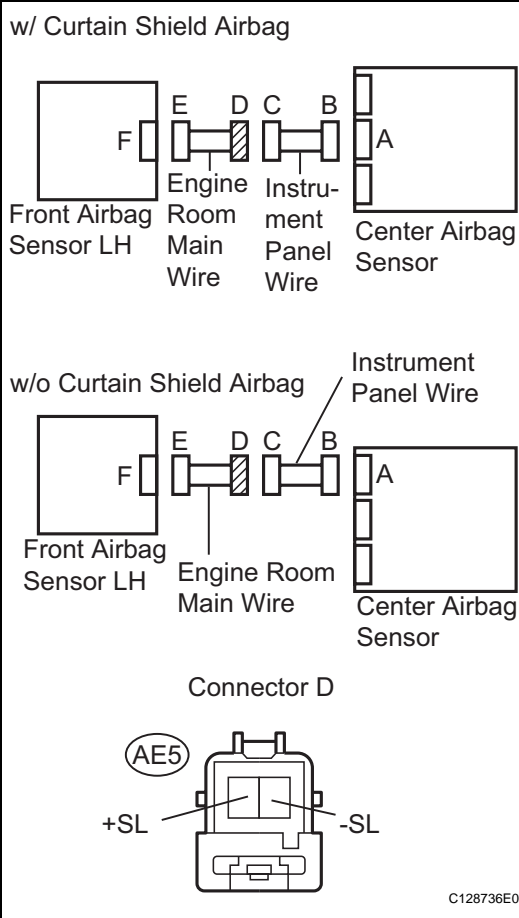 w/ Curtain Shield Airbag
E D C B
F
A
Engine
Room
Main
Wire
Instru-
ment
Panel
Wire
Front Airbag
Sensor LH
Center Airbag
Sensor
w/o Curtain Shield Airbag
Instrument
Panel Wire
E D C B
F
A
Front Airbag
Sensor LH
Engine Room
Main Wire
Center Airbag
Sensor
Connector D
AE5
+SL
-SL
C128736E0